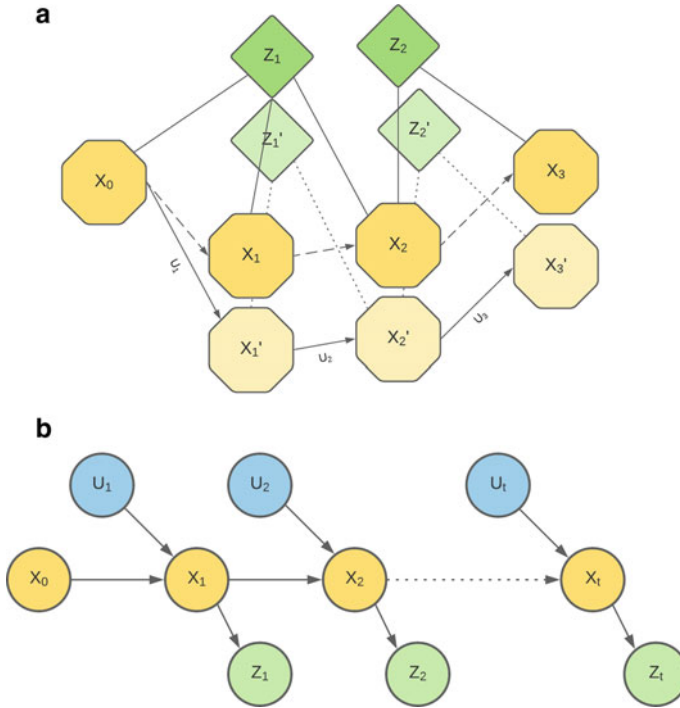 a
Z₁ Z₂
Z₁' Z₂'
X₀ X₃
X₁ X₂
U₁ X₃'
X₁' X₂'
U₂ U₃
b
U₁ U₂ Uₜ
X₀ X₁ X₂ Xₜ
Z₁ Z₂ Zₜ